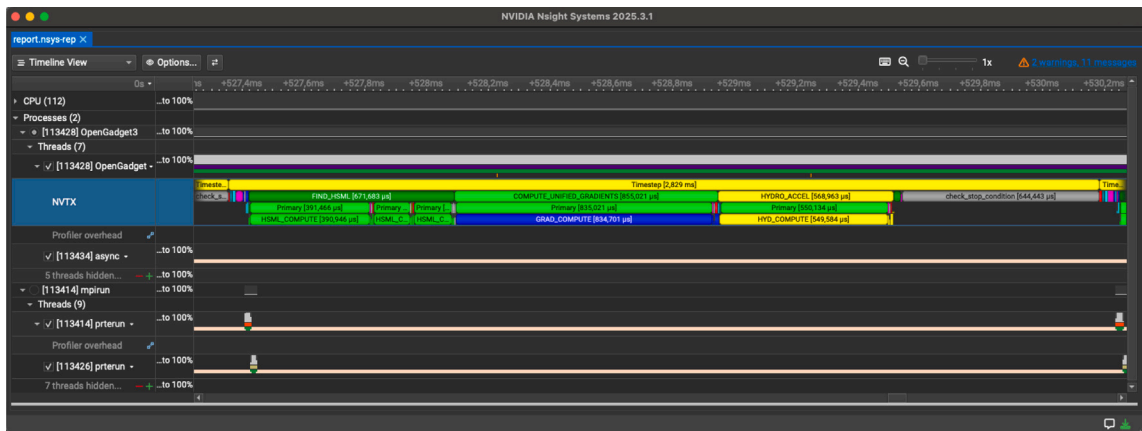 NVIDIA Nsight Systems 2025.3.1
report.nsys-rep ×
Timeline View Options... 1x 2 warnings, 11 messages
0s ns +527,4ms +527,6ms +527,8ms +528ms +528,2ms +528,4ms +528,6ms +528,8ms +529ms +529,2ms +529,4ms +529,6ms +529,8ms +530ms +530,2ms
CPU (112) ...to 100%
Processes (2)
[113428] OpenGadget3 ...to 100%
Threads (7)
[113428] OpenGadget ...to 100%
Timeste... Timestep [2,829 ms] Time...
NVTX check_s... FIND_HSML [671,683 µs] COMPUTE_UNIFIED_GRADIENTS [855,021 µs] HYDRO_ACCEL [568,963 µs] check_stop_condition [644,443 µs]
Primary [391,466 µs] Primary ... Primary [... Primary [835,021 µs] Primary [550,134 µs]
HSML_COMPUTE [390,946 µs] HSML_C... HSML_C... GRAD_COMPUTE [834,701 µs] HYD_COMPUTE [549,584 µs]
Profiler overhead
[113434] async ...to 100%
5 threads hidden... ...to 100%
[113414] mpirun ...to 100%
Threads (9)
[113414] prterun ...to 100%
Profiler overhead
[113426] prterun ...to 100%
7 threads hidden... ...to 100%